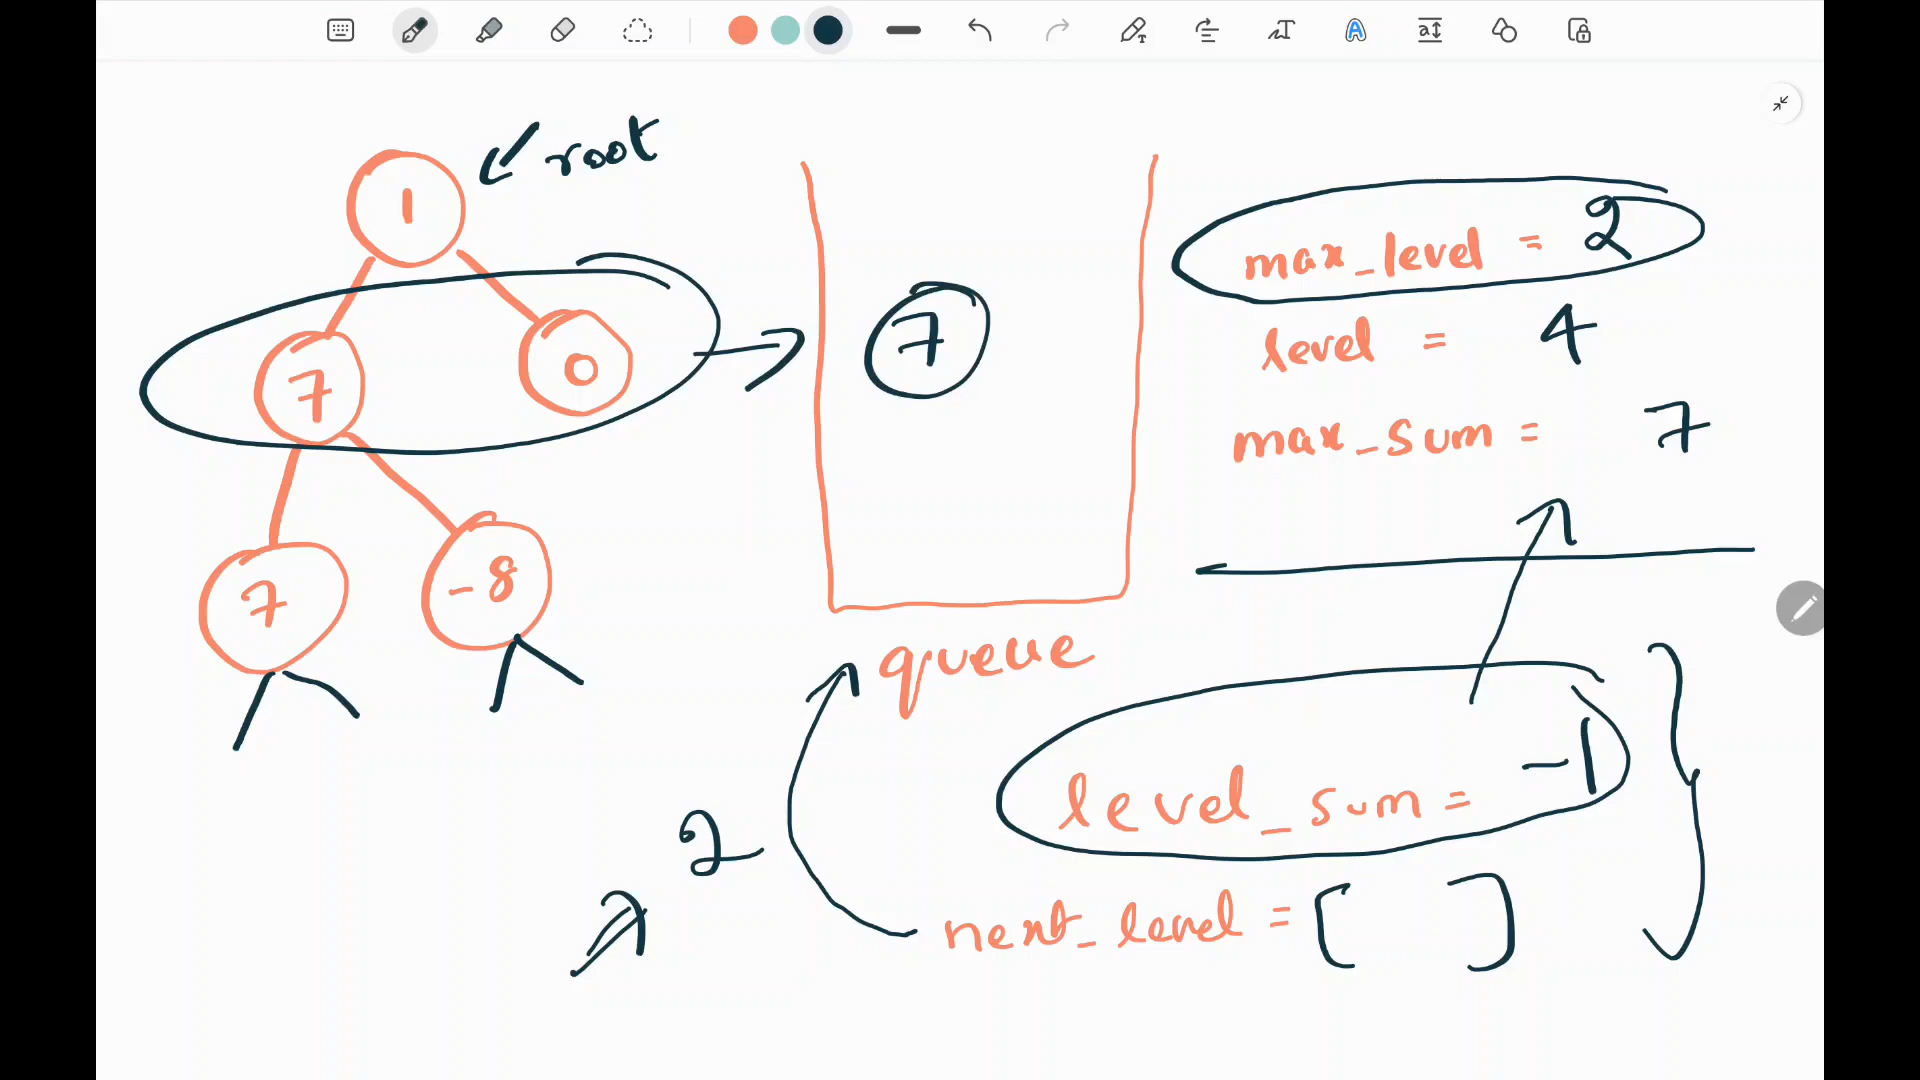 root
1
7
0
7
-8
7
queue
max_level = 2
level = 4
max_sum = 7
level_sum = -1
next_level = [ ]
2